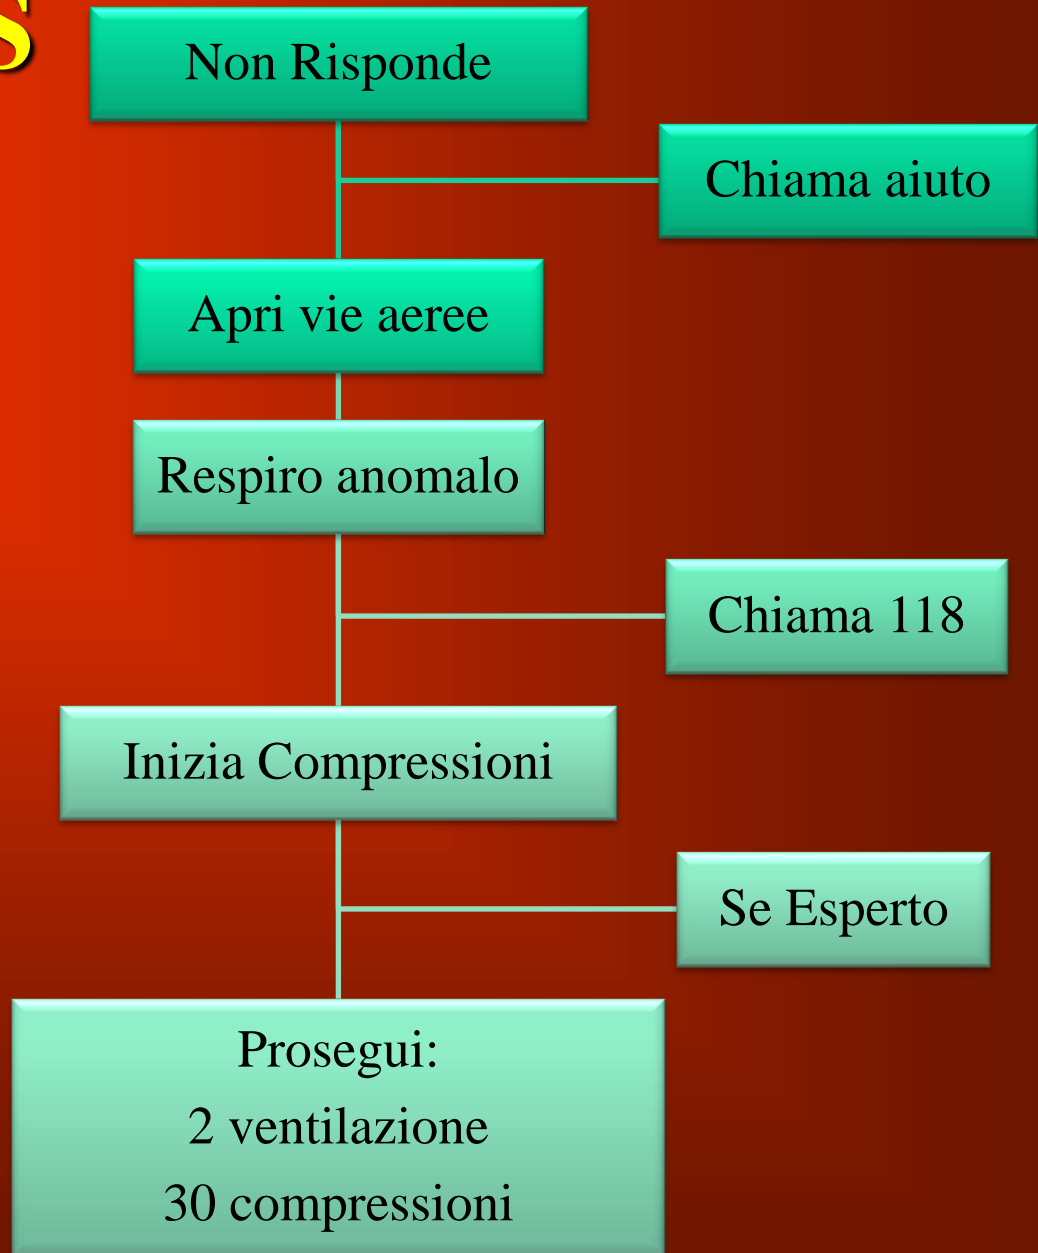 S
Non Risponde
Chiama aiuto
Apri vie aeree
Respiro anomalo
Chiama 118
Inizia Compressioni
Se Esperto
Prosegui:
2 ventilazione
30 compressioni